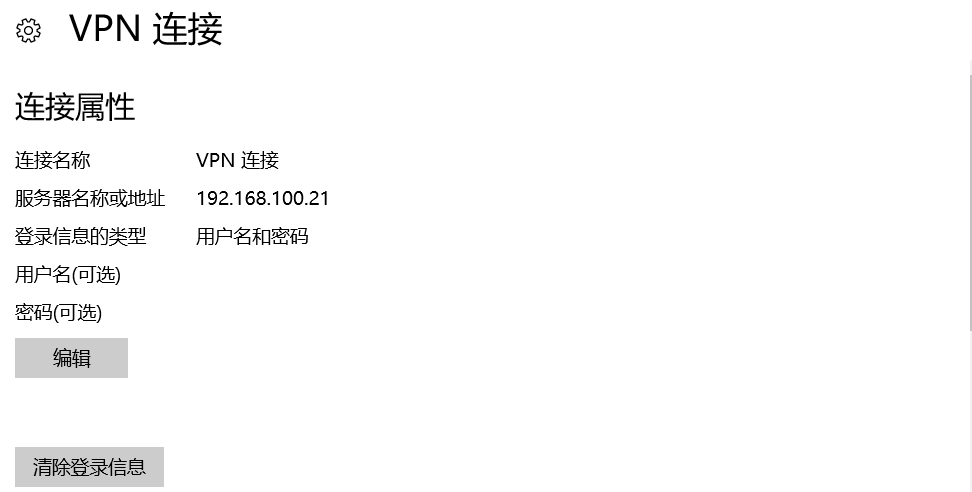 VPN 连接
连接属性
连接名称 VPN 连接
服务器名称或地址 192.168.100.21
登录信息的类型 用户名和密码
用户名(可选)
密码(可选)
编辑
清除登录信息